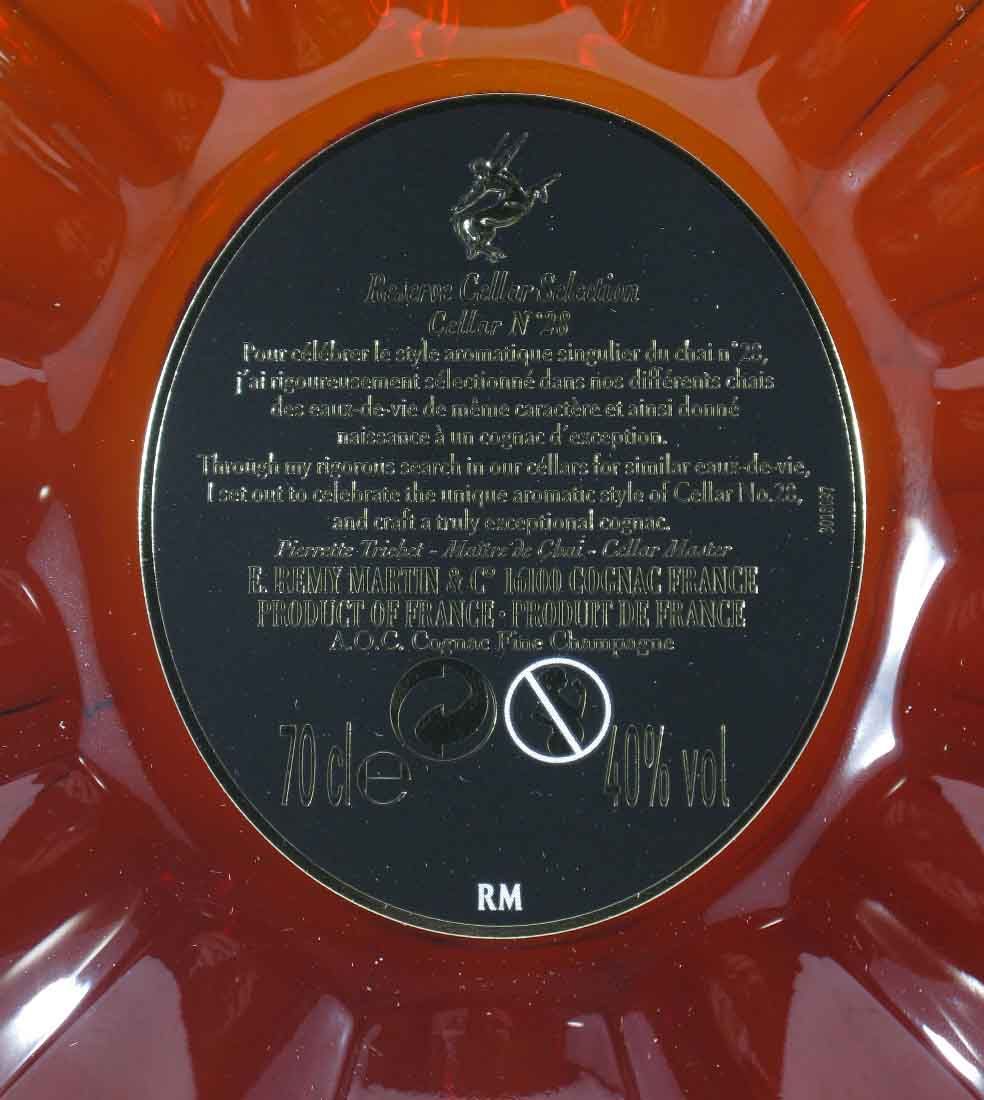 Reserve Cellar Selection
Cellar N°28
Pour célébrer le style aromatique singulier du chai n°28,
j'ai rigoureusement sélectionné dans nos différents chais
des eaux-de-vie de même caractère et ainsi donné
naissance à un cognac d'exception.
Through my rigorous search in our cellars for similar eaux-de-vie,
I set out to celebrate the unique aromatic style of Cellar No.28,
and craft a truly exceptional cognac.
Pierrette Trichet - Maître de Chai - Cellar Master
E. REMY MARTIN & C° 16100 COGNAC FRANCE
PRODUCT OF FRANCE · PRODUIT DE FRANCE
A.O.C. Cognac Fine Champagne
70 cl e 40% vol
RM
3018097